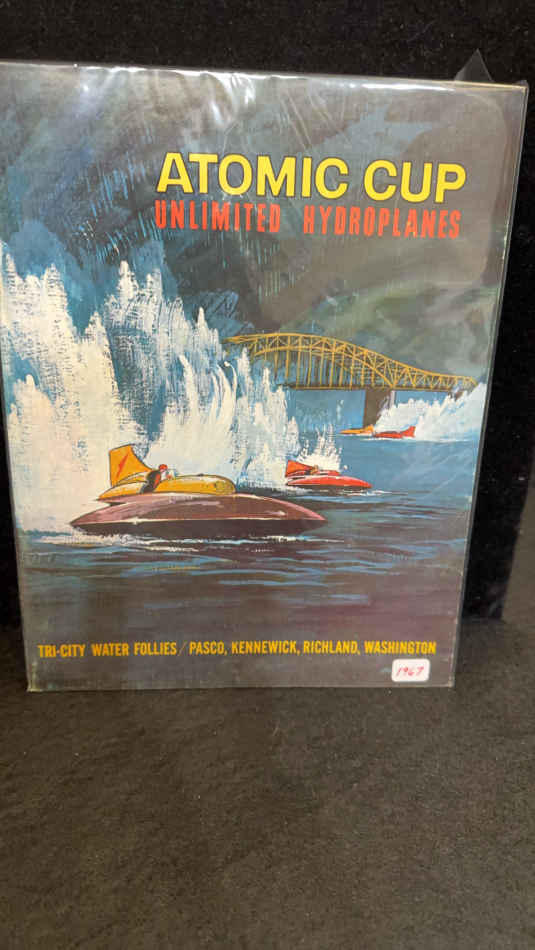 ATOMIC CUP
UNLIMITED HYDROPLANES
TRI-CITY WATER FOLLIES / PASCO, KENNEWICK, RICHLAND, WASHINGTON
1967